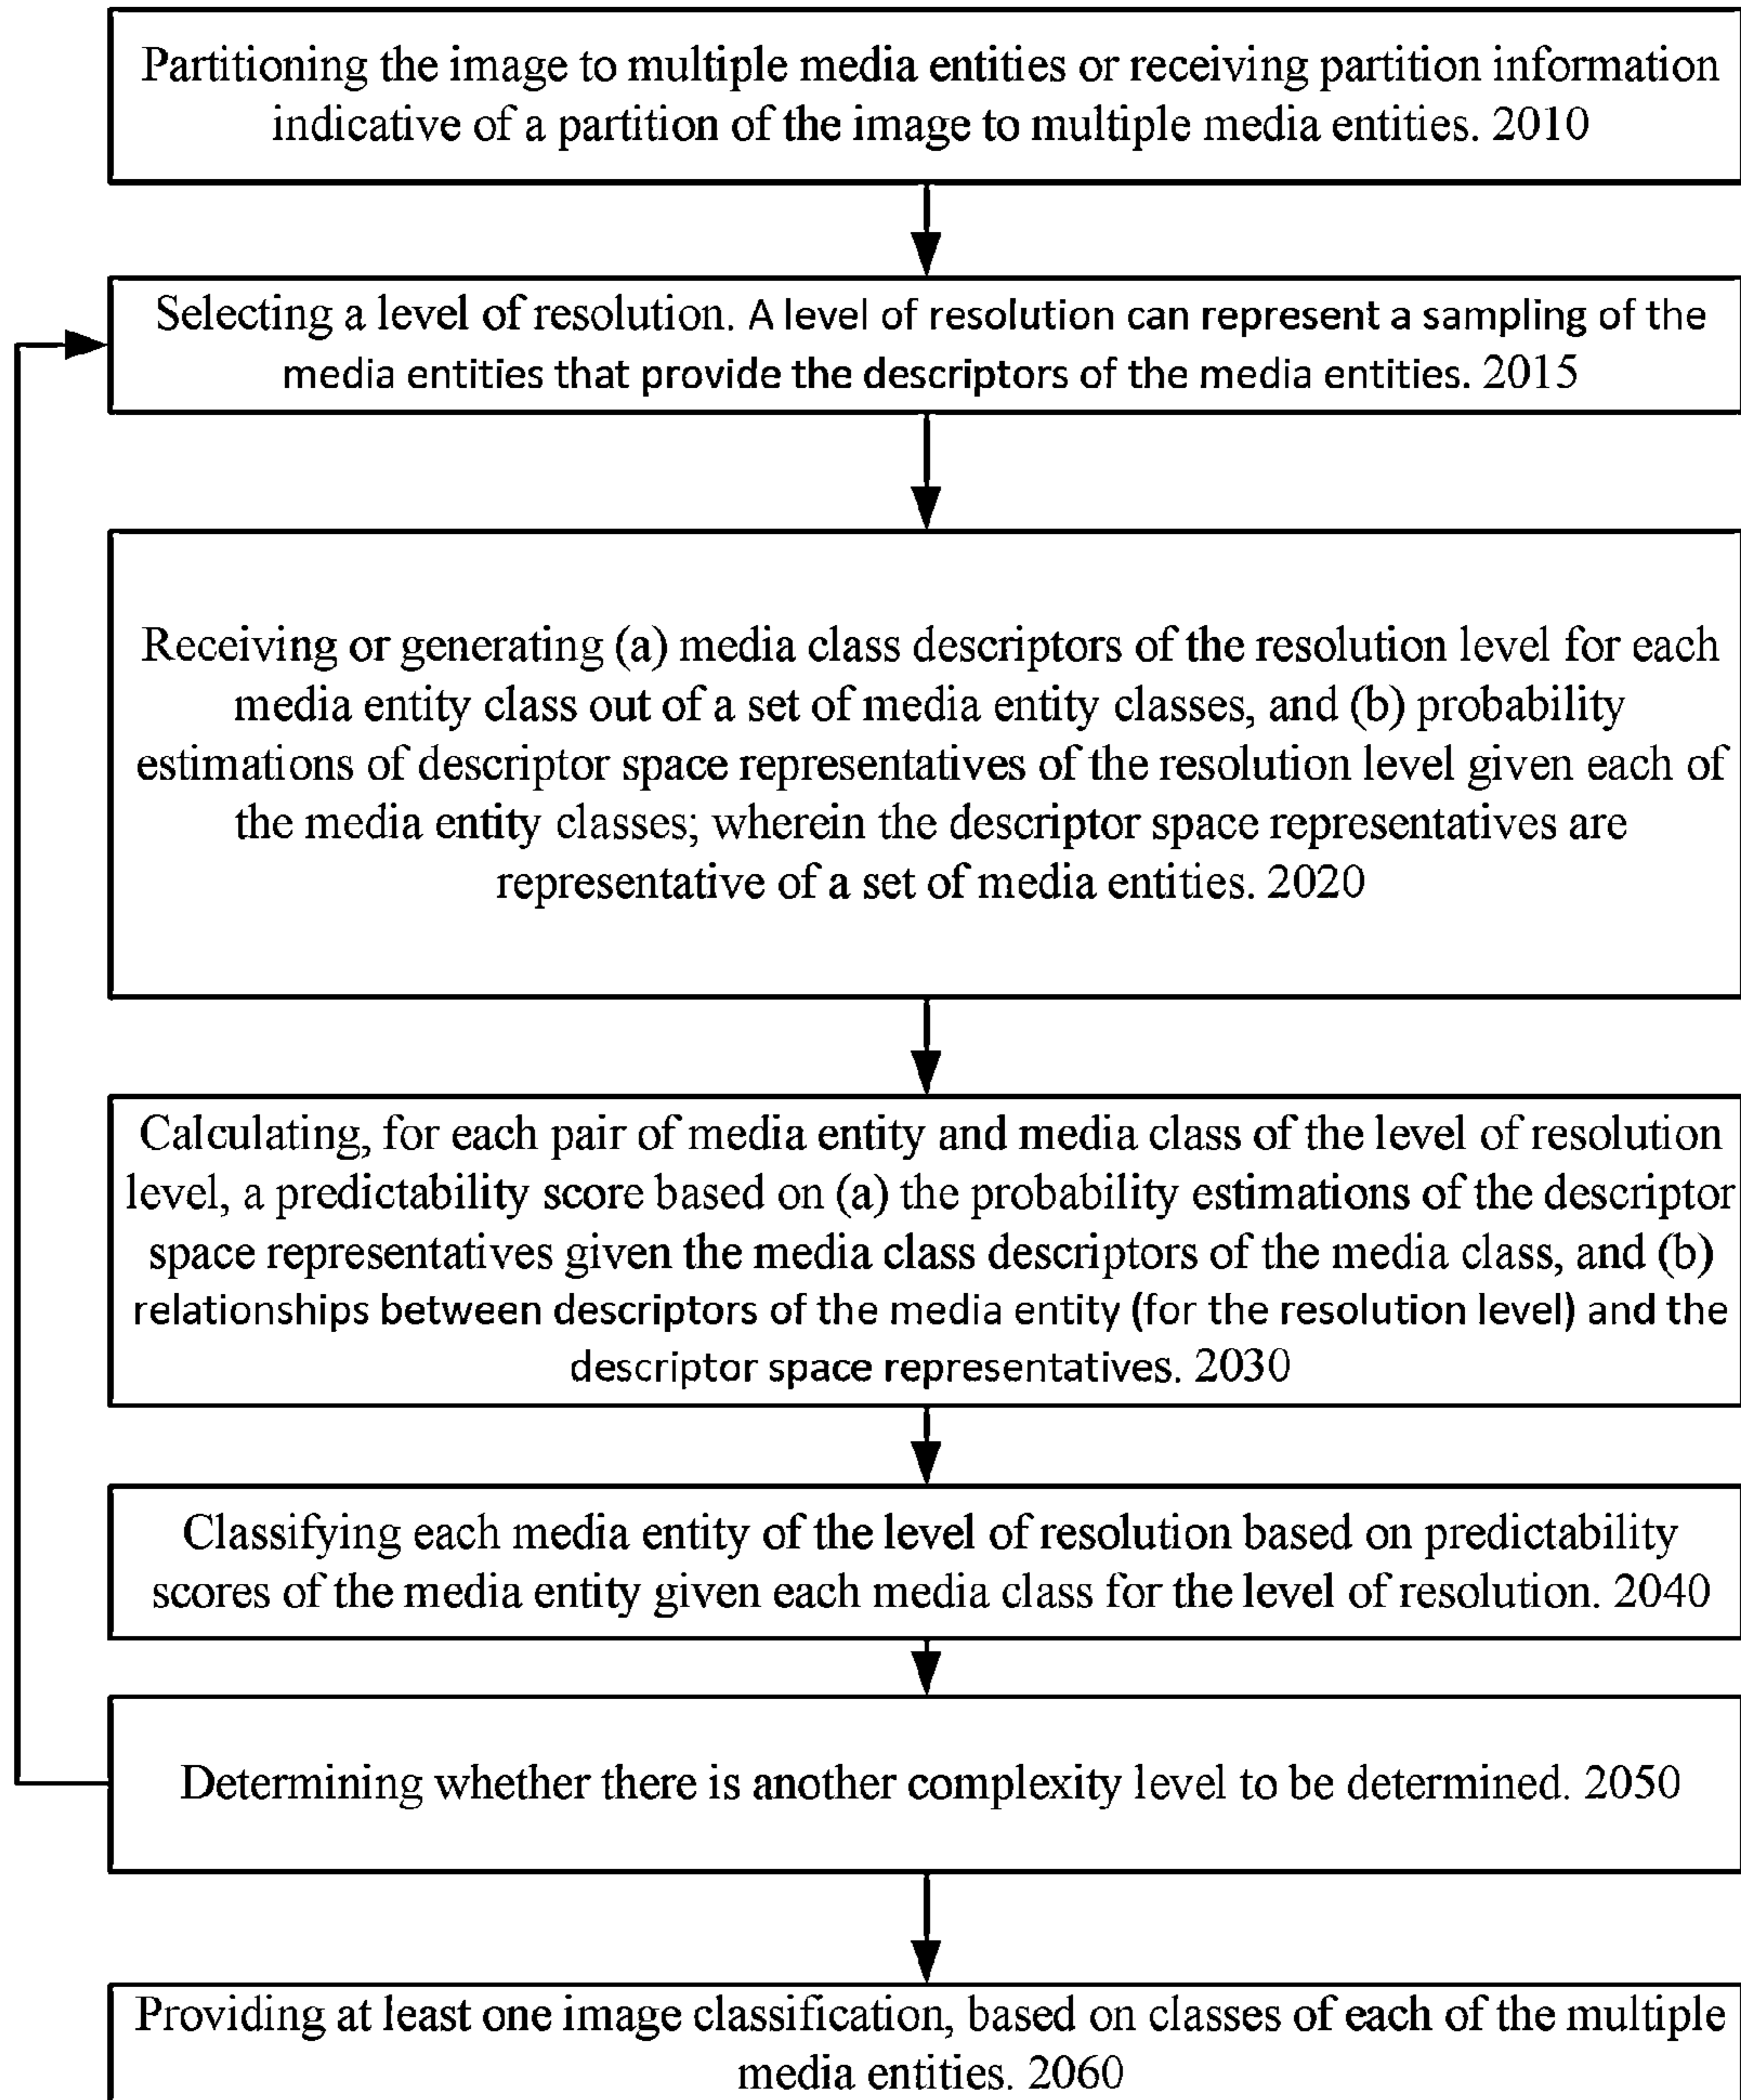 Partitioning the image to multiple media entities or receiving partition information
indicative of a partition of the image to multiple media entities. 2010
Selecting a level of resolution. A level of resolution can represent a sampling of the
media entities that provide the descriptors of the media entities. 2015
Receiving or generating (a) media class descriptors of the resolution level for each
media entity class out of a set of media entity classes, and (b) probability
estimations of descriptor space representatives of the resolution level given each of
the media entity classes; wherein the descriptor space representatives are
representative of a set of media entities. 2020
Calculating, for each pair of media entity and media class of the level of resolution
level, a predictability score based on (a) the probability estimations of the descriptor
space representatives given the media class descriptors of the media class, and (b)
relationships between descriptors of the media entity (for the resolution level) and the
descriptor space representatives. 2030
Classifying each media entity of the level of resolution based on predictability
scores of the media entity given each media class for the level of resolution. 2040
Determining whether there is another complexity level to be determined. 2050
Providing at least one image classification, based on classes of each of the multiple
media entities. 2060